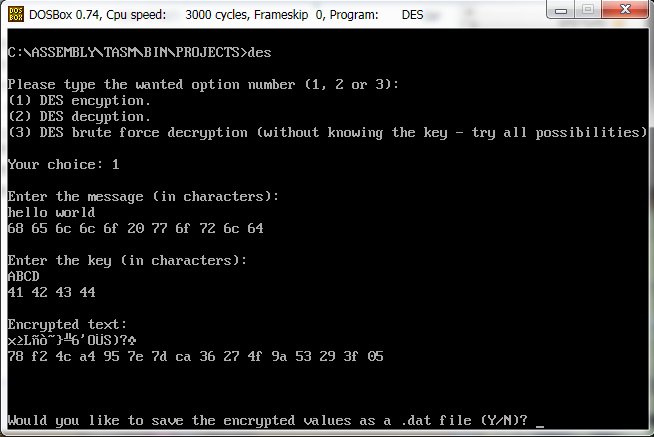 DOS BOX DOSBox 0.74, Cpu speed: 3000 cycles, Frameskip 0, Program: DES
C:\ASSEMBLY\TASM\BIN\PROJECTS>des
Please type the wanted option number (1, 2 or 3):
(1) DES encyption.
(2) DES decyption.
(3) DES brute force decryption (without knowing the key - try all possibilities)
Your choice: 1
Enter the message (in characters):
hello world
68 65 6c 6c 6f 20 77 6f 72 6c 64
Enter the key (in characters):
ABCD
41 42 43 44
Encrypted text:
x≥Lñò~}╩6'OÜS)?♣
78 f2 4c a4 95 7e 7d ca 36 27 4f 9a 53 29 3f 05
Would you like to save the encrypted values as a .dat file (Y/N)? _